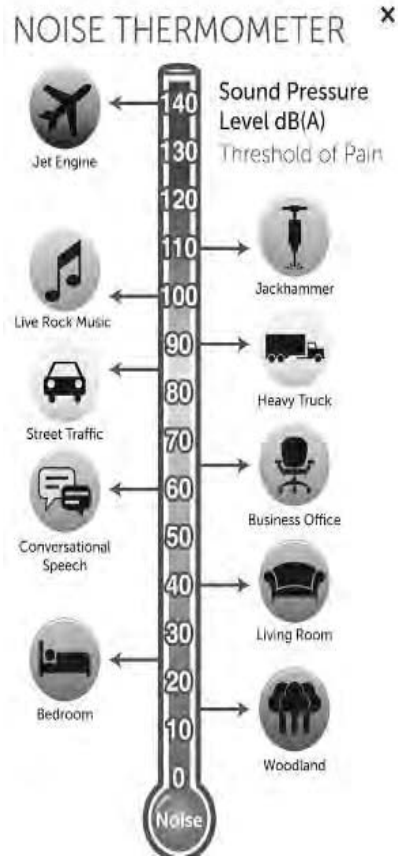 NOISE THERMOMETER
x
Sound Pressure
Level dB(A)
Threshold of Pain
140
Jet Engine
130
120
110
Jackhammer
100
Live Rock Music
90
Heavy Truck
80
Street Traffic
70
60
Business Office
Conversational
Speech
50
40
Living Room
30
20
Bedroom
10
Woodland
0
Noise